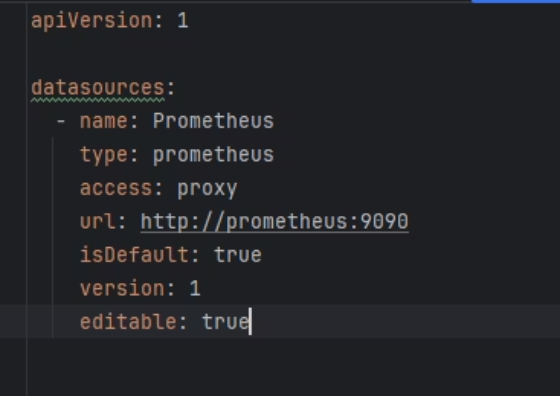 apiVersion: 1
datasources:
- name: Prometheus
type: prometheus
access: proxy
url: http://prometheus:9090
isDefault: true
version: 1
editable: true